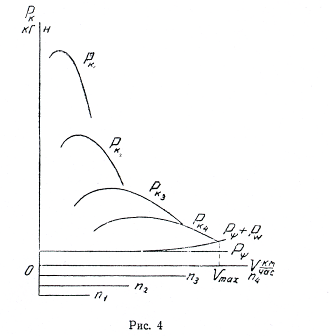 Pк
кГ н
Pк₁
Pк₂
Pк₃
Pк₄
Pψ + Pw
Pψ
0
Vmax
V км/час
n₄
n₃
n₂
n₁
Рис. 4